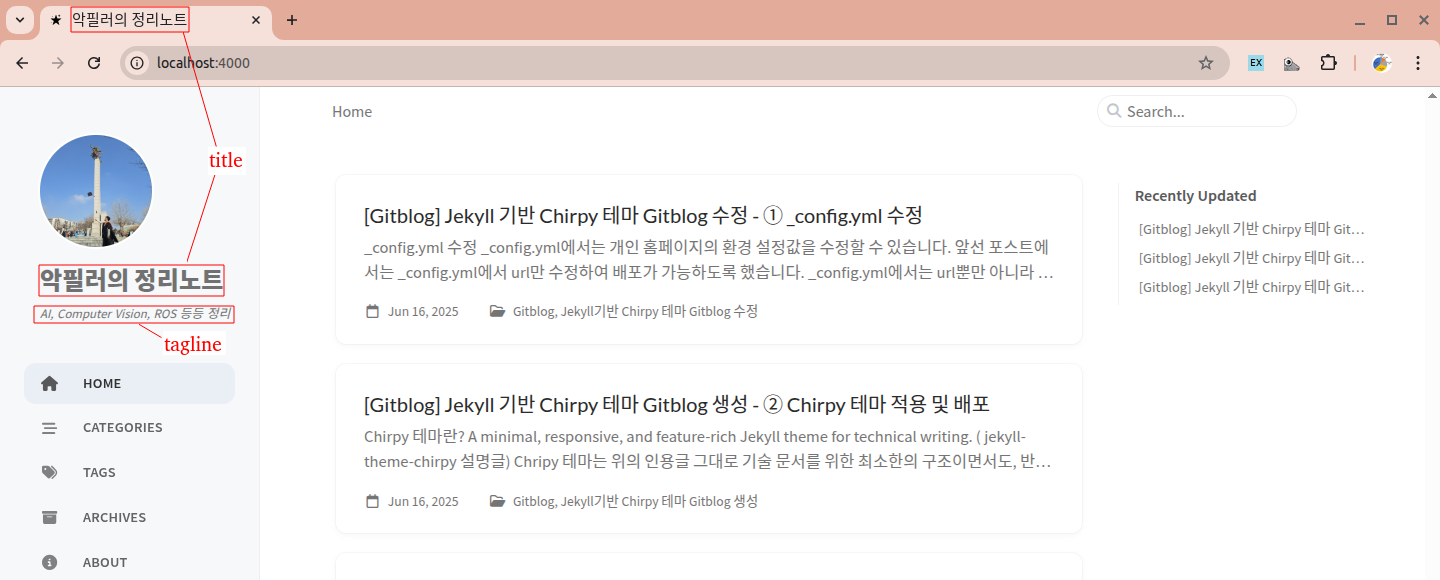 악필러의 정리노트
localhost:4000
EX
title
악필러의 정리노트
AI, Computer Vision, ROS 등등 정리
tagline
HOME
CATEGORIES
TAGS
ARCHIVES
ABOUT
Home
Search...
[Gitblog] Jekyll 기반 Chirpy 테마 Gitblog 수정 - ① _config.yml 수정
_config.yml 수정 _config.yml에서는 개인 홈페이지의 환경 설정값을 수정할 수 있습니다. 앞선 포스트에
서는 _config.yml에서 url만 수정하여 배포가 가능하도록 했습니다. _config.yml에서는 url뿐만 아니라 …
Jun 16, 2025
Gitblog, Jekyll기반 Chirpy 테마 Gitblog 수정
[Gitblog] Jekyll 기반 Chirpy 테마 Gitblog 생성 - ② Chirpy 테마 적용 및 배포
Chirpy 테마란? A minimal, responsive, and feature-rich Jekyll theme for technical writing. ( jekyll-
theme-chirpy 설명글) Chripy 테마는 위의 인용글 그대로 기술 문서를 위한 최소한의 구조이면서도, 반…
Jun 16, 2025
Gitblog, Jekyll기반 Chirpy 테마 Gitblog 생성
Recently Updated
[Gitblog] Jekyll 기반 Chirpy 테마 Git…
[Gitblog] Jekyll 기반 Chirpy 테마 Git…
[Gitblog] Jekyll 기반 Chirpy 테마 Git…